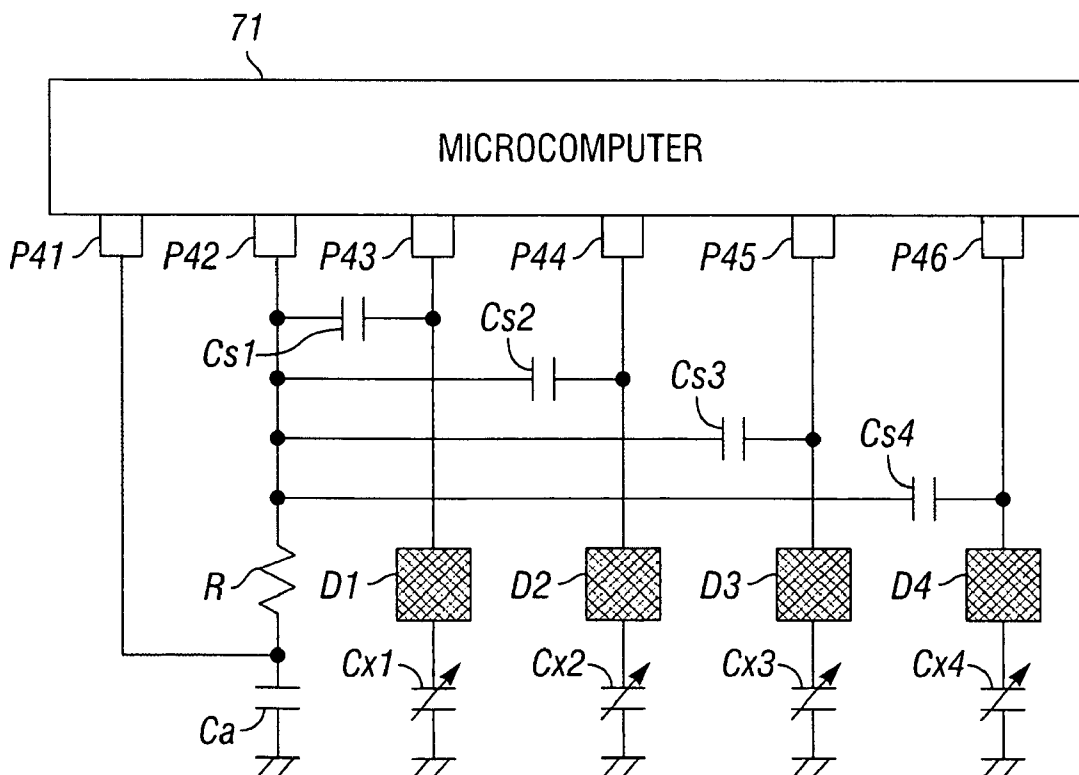 71
MICROCOMPUTER
P41 P42 P43 P44 P45 P46
Cs1 Cs2 Cs3 Cs4
R D1 D2 D3 D4
Cx1 Cx2 Cx3 Cx4
Ca